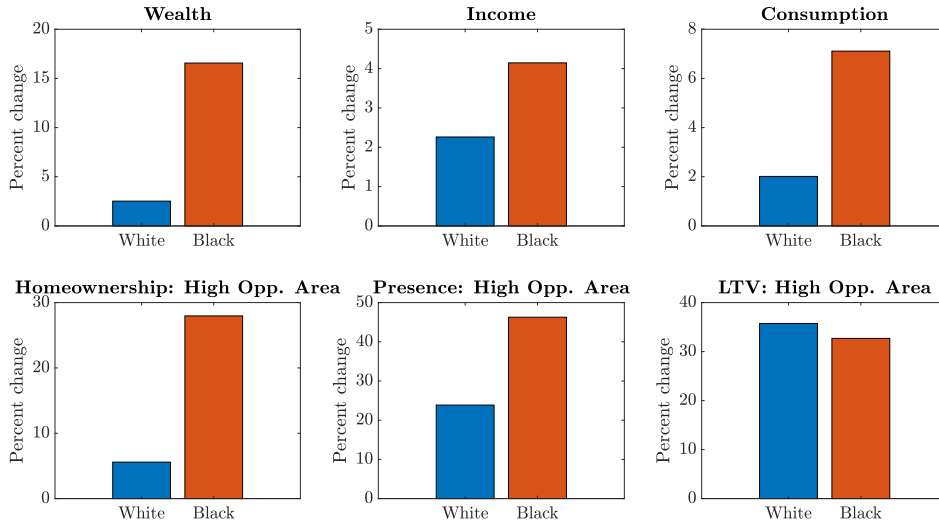 Wealth
Percent change
20
15
10
5
0
White
Black
Income
Percent change
5
4
3
2
1
0
White
Black
Consumption
Percent change
8
6
4
2
0
White
Black
Homeownership: High Opp. Area
Percent change
30
20
10
0
White
Black
Presence: High Opp. Area
Percent change
50
40
30
20
10
0
White
Black
LTV: High Opp. Area
Percent change
40
30
20
10
0
White
Black